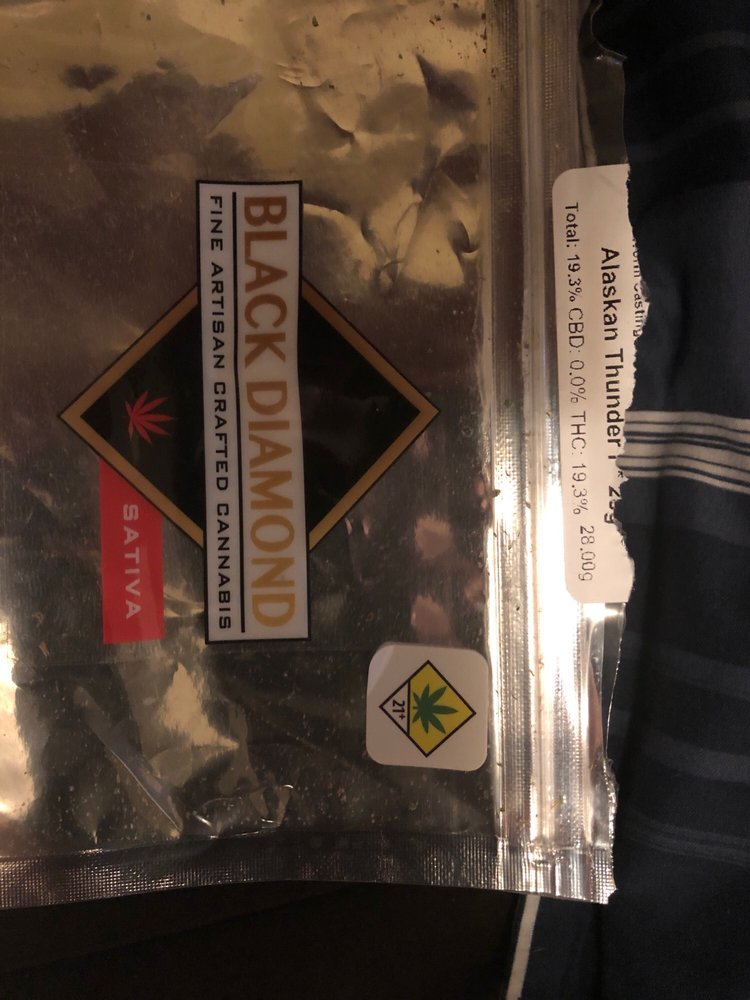 BLACK DIAMOND
FINE ARTISAN CRAFTED CANNABIS
SATIVA
21+
Alaskan Thunder
Total: 19.3% CBD: 0.0% THC: 19.3% 28.00g